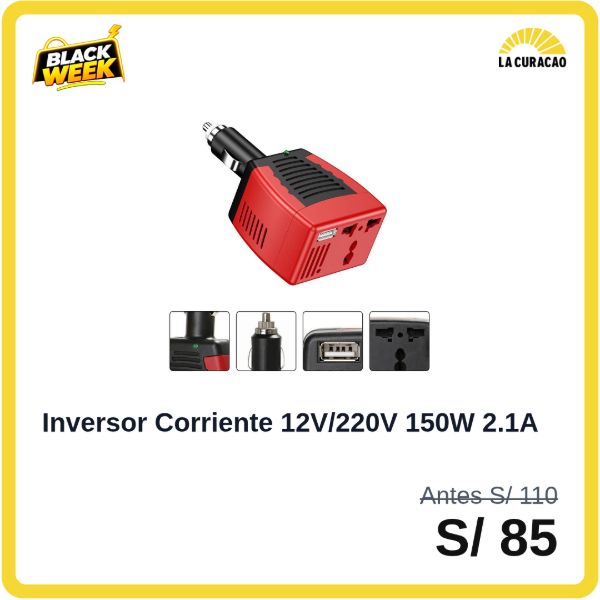 BLACK
WEEK
LA CURACAO
Inversor Corriente 12V/220V 150W 2.1A
Antes S/ 110
S/ 85